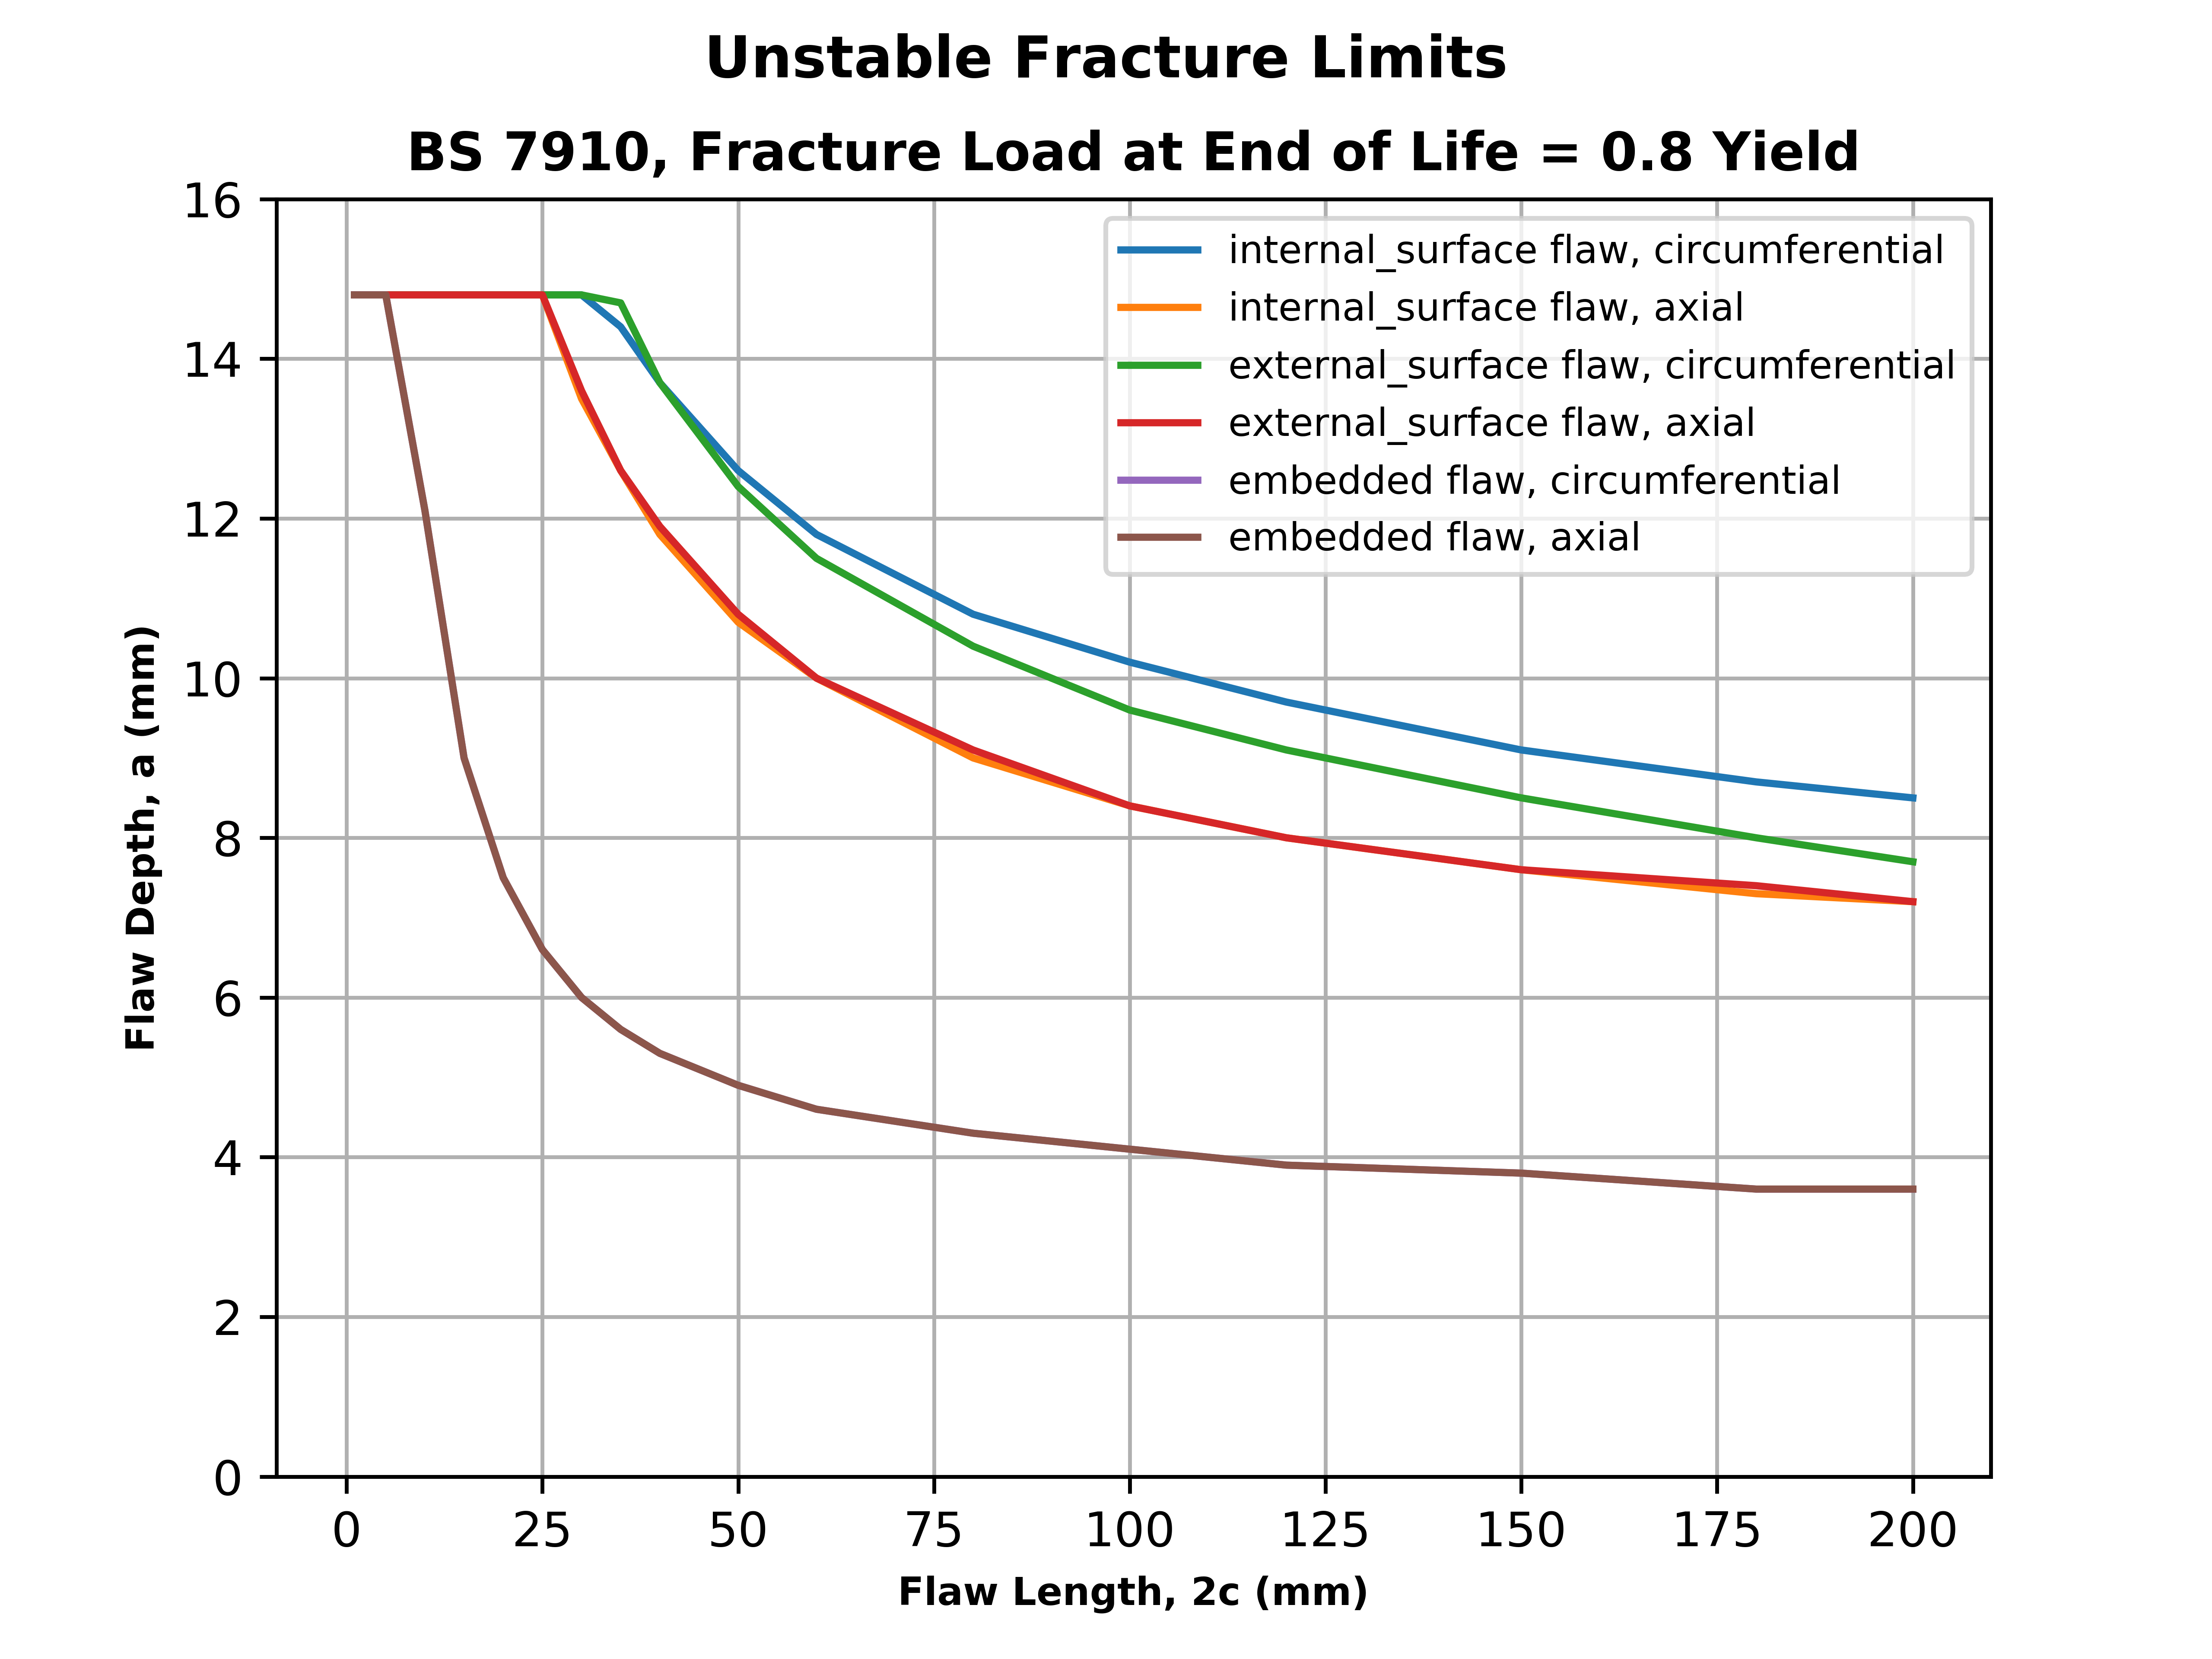 Unstable Fracture Limits
BS 7910, Fracture Load at End of Life = 0.8 Yield
16
14
12
10
8
6
4
2
0
Flaw Depth, a (mm)
internal_surface flaw, circumferential
internal_surface flaw, axial
external_surface flaw, circumferential
external_surface flaw, axial
embedded flaw, circumferential
embedded flaw, axial
0 25 50 75 100 125 150 175 200
Flaw Length, 2c (mm)